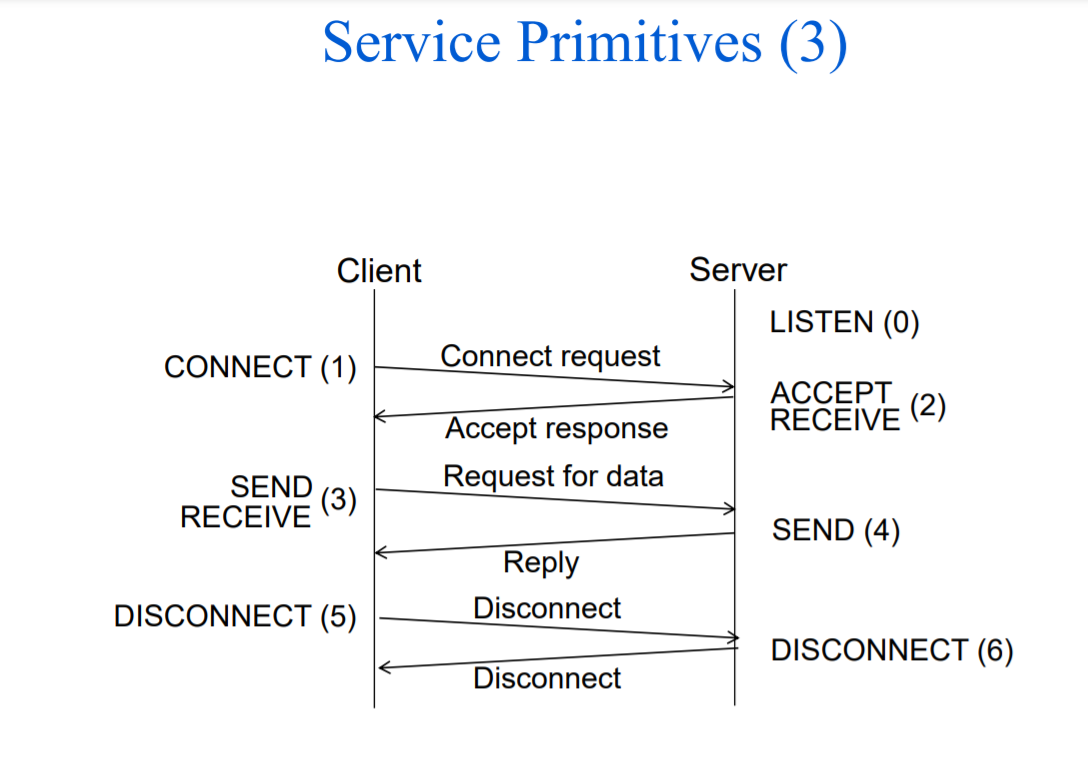 Service Primitives (3)
Client
Server
LISTEN (0)
CONNECT (1)
Connect request
ACCEPT
RECEIVE (2)
Accept response
SEND
RECEIVE (3)
Request for data
SEND (4)
Reply
DISCONNECT (5)
Disconnect
DISCONNECT (6)
Disconnect